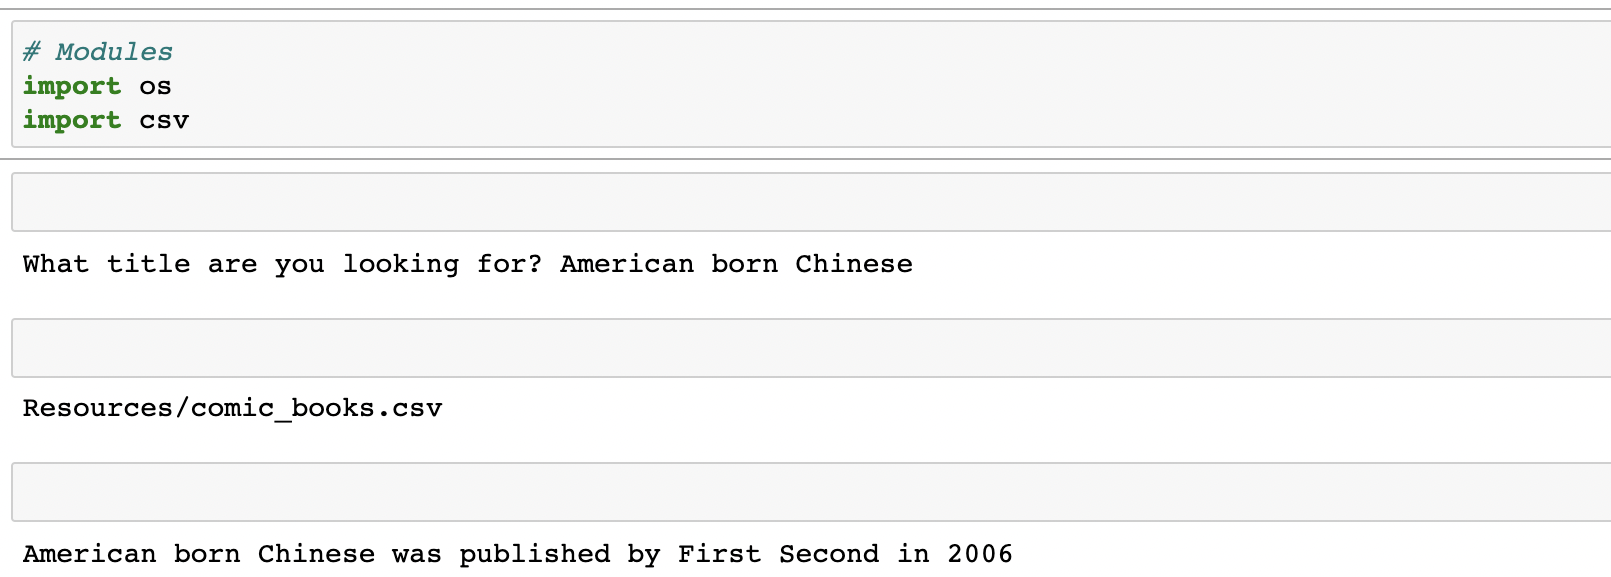 # Modules
import os
import csv
What title are you looking for? American born Chinese
Resources/comic_books.csv
American born Chinese was published by First Second in 2006